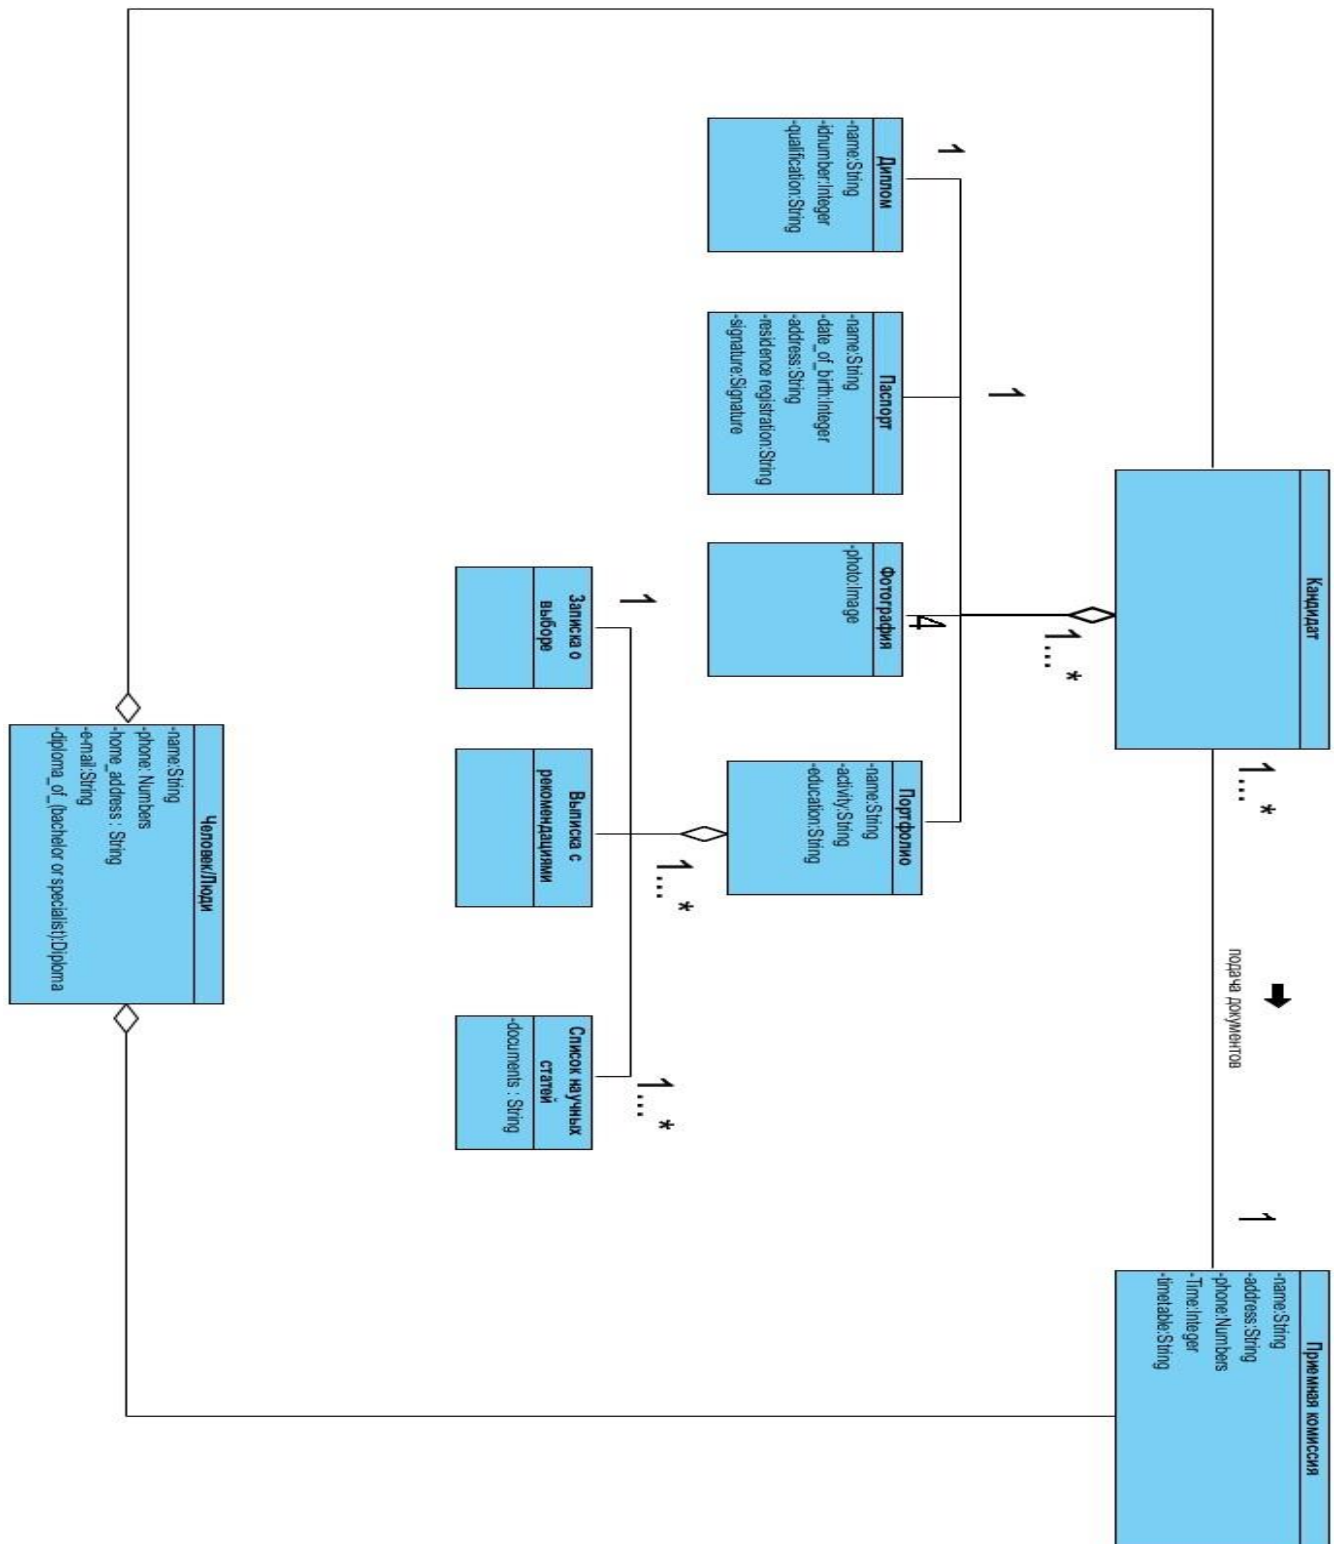 Кандидат
1... *
подача документов
1
Приемная комиссия
-name:String
-address:String
-phone:Numbers
-Time:Integer
-timetable:String
1... *
1
Диплом
-name:String
-idnumber:Integer
-qualification:String
1
Паспорт
-name:String
-date_of_birth:Integer
-address:String
-residence registration:String
-signature:Signature
4
Фотография
-photo:Image
Портфолио
-name:String
-activity:String
-education:String
1... *
1
Записка о
выборе
Выписка с
рекомендациями
1... *
Список научных
статей
-documents : String
Человек/Люди
-name:String
-phone: Numbers
-home_address : String
-e-mail:String
-diploma_of_(bachelor or specialist):Diploma